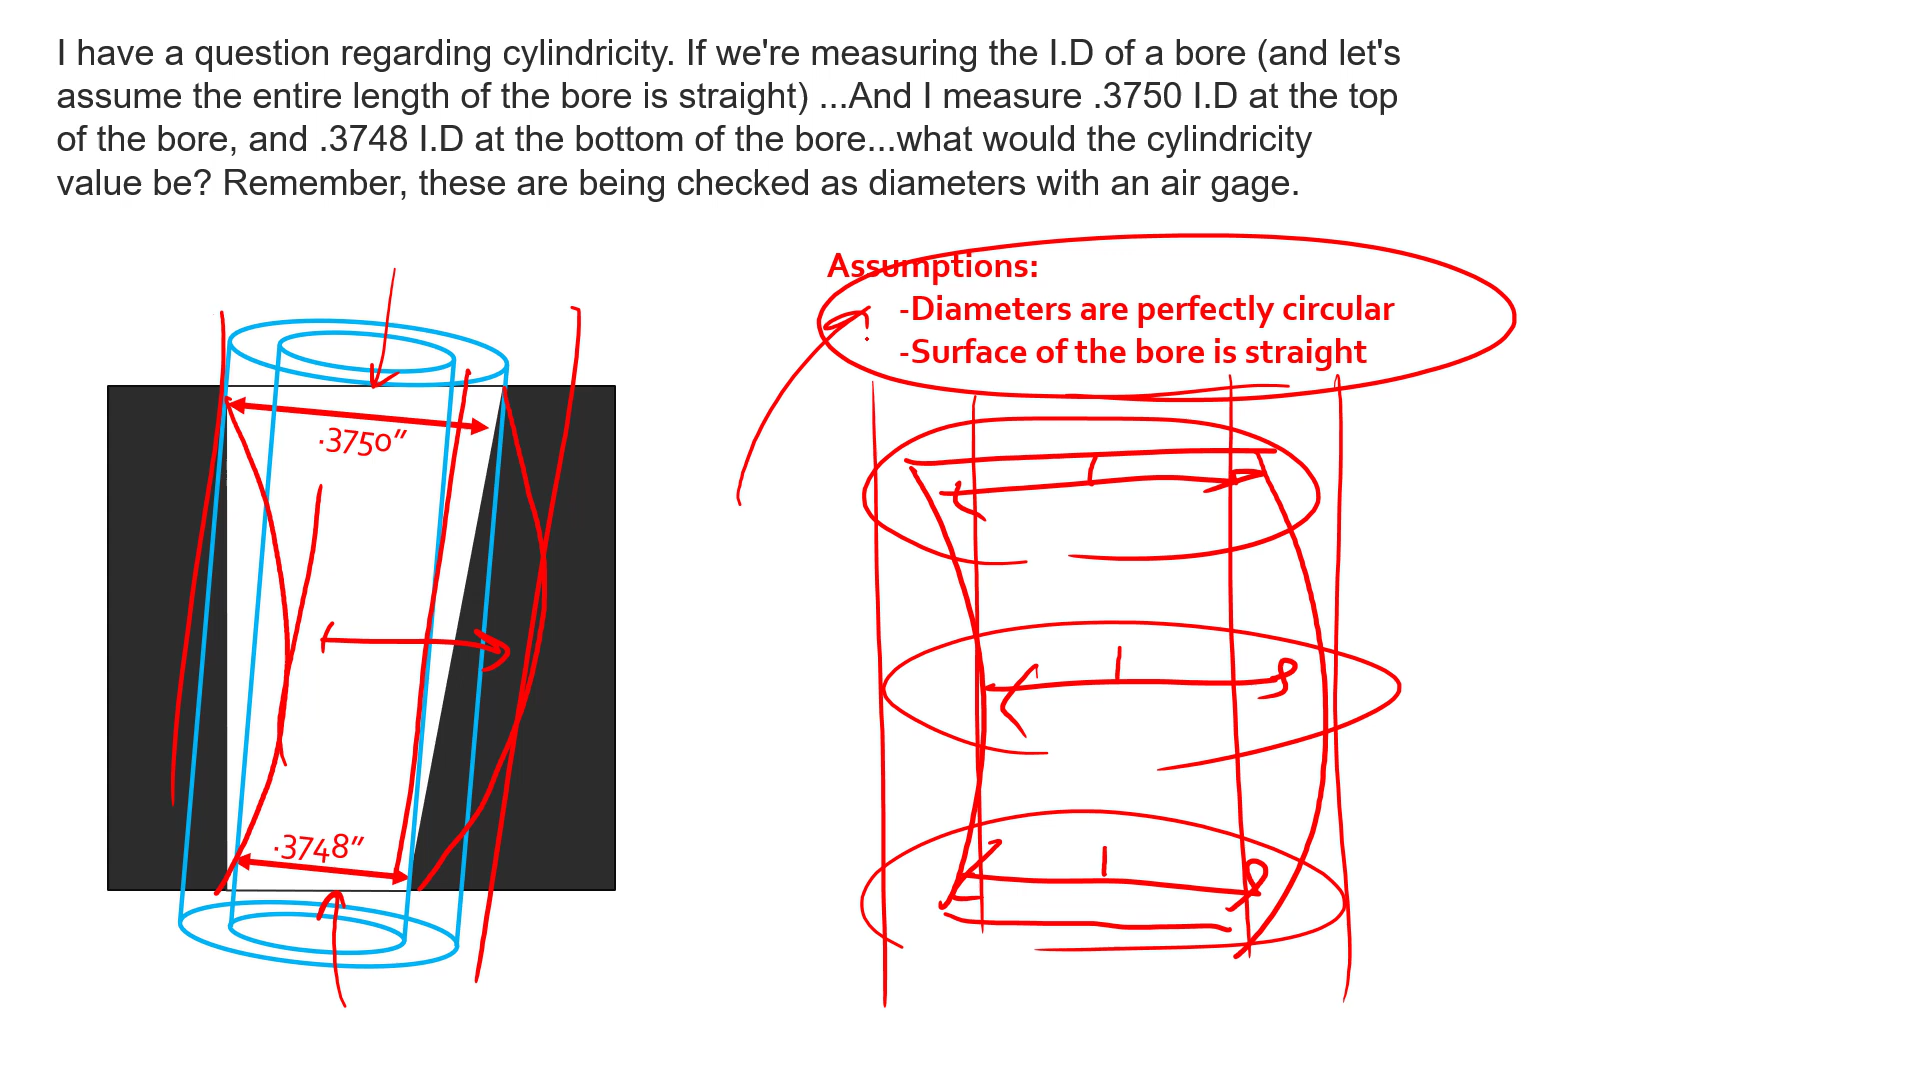 I have a question regarding cylindricity. If we're measuring the I.D of a bore (and let's
assume the entire length of the bore is straight) ...And I measure .3750 I.D at the top
of the bore, and .3748 I.D at the bottom of the bore...what would the cylindricity
value be? Remember, these are being checked as diameters with an air gage.
Assumptions:
-Diameters are perfectly circular
-Surface of the bore is straight
.3750"
.3748"